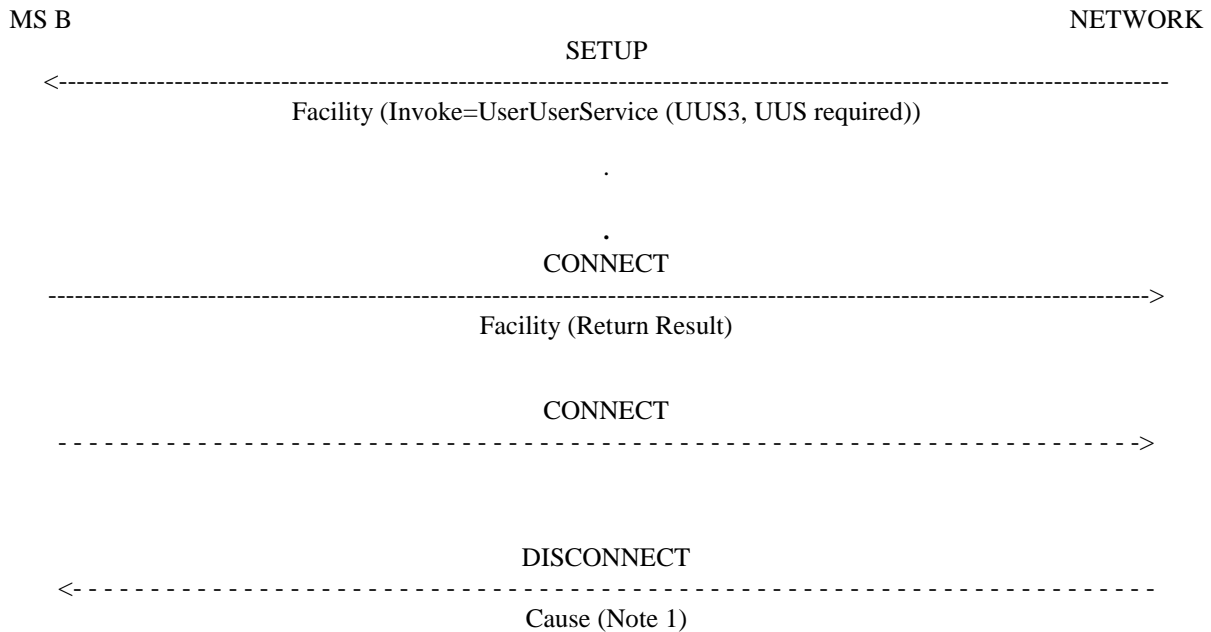 MS B NETWORK
SETUP
<------------------------------------------------------------------------------------------------------------------------------
Facility (Invoke=UserUserService (UUS3, UUS required))
.
.
CONNECT
------------------------------------------------------------------------------------------------------------------------------>
Facility (Return Result)
CONNECT
- - - - - - - - - - - - - - - - - - - - - - - - - - - - - - - - - - - - - - - - - - - - - - - - - - - - - - - - - - - - - - - - - - - - - ->
DISCONNECT
<- - - - - - - - - - - - - - - - - - - - - - - - - - - - - - - - - - - - - - - - - - - - - - - - - - - - - - - - - - - - - - - - - - - - - -
Cause (Note 1)